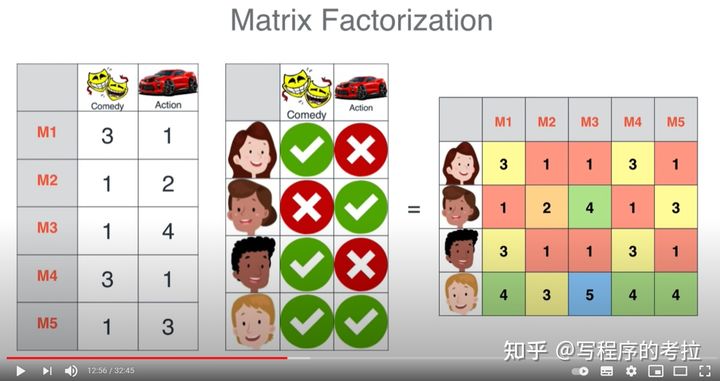 Matrix Factorization
Comedy Action
M1 3 1
M2 1 2
M3 1 4
M4 3 1
M5 1 3
Comedy Action
=
M1 M2 M3 M4 M5
3 1 1 3 1
1 2 4 1 3
3 1 1 3 1
4 3 5 4 4
知乎 @写程序的考拉
12:56 / 32:45